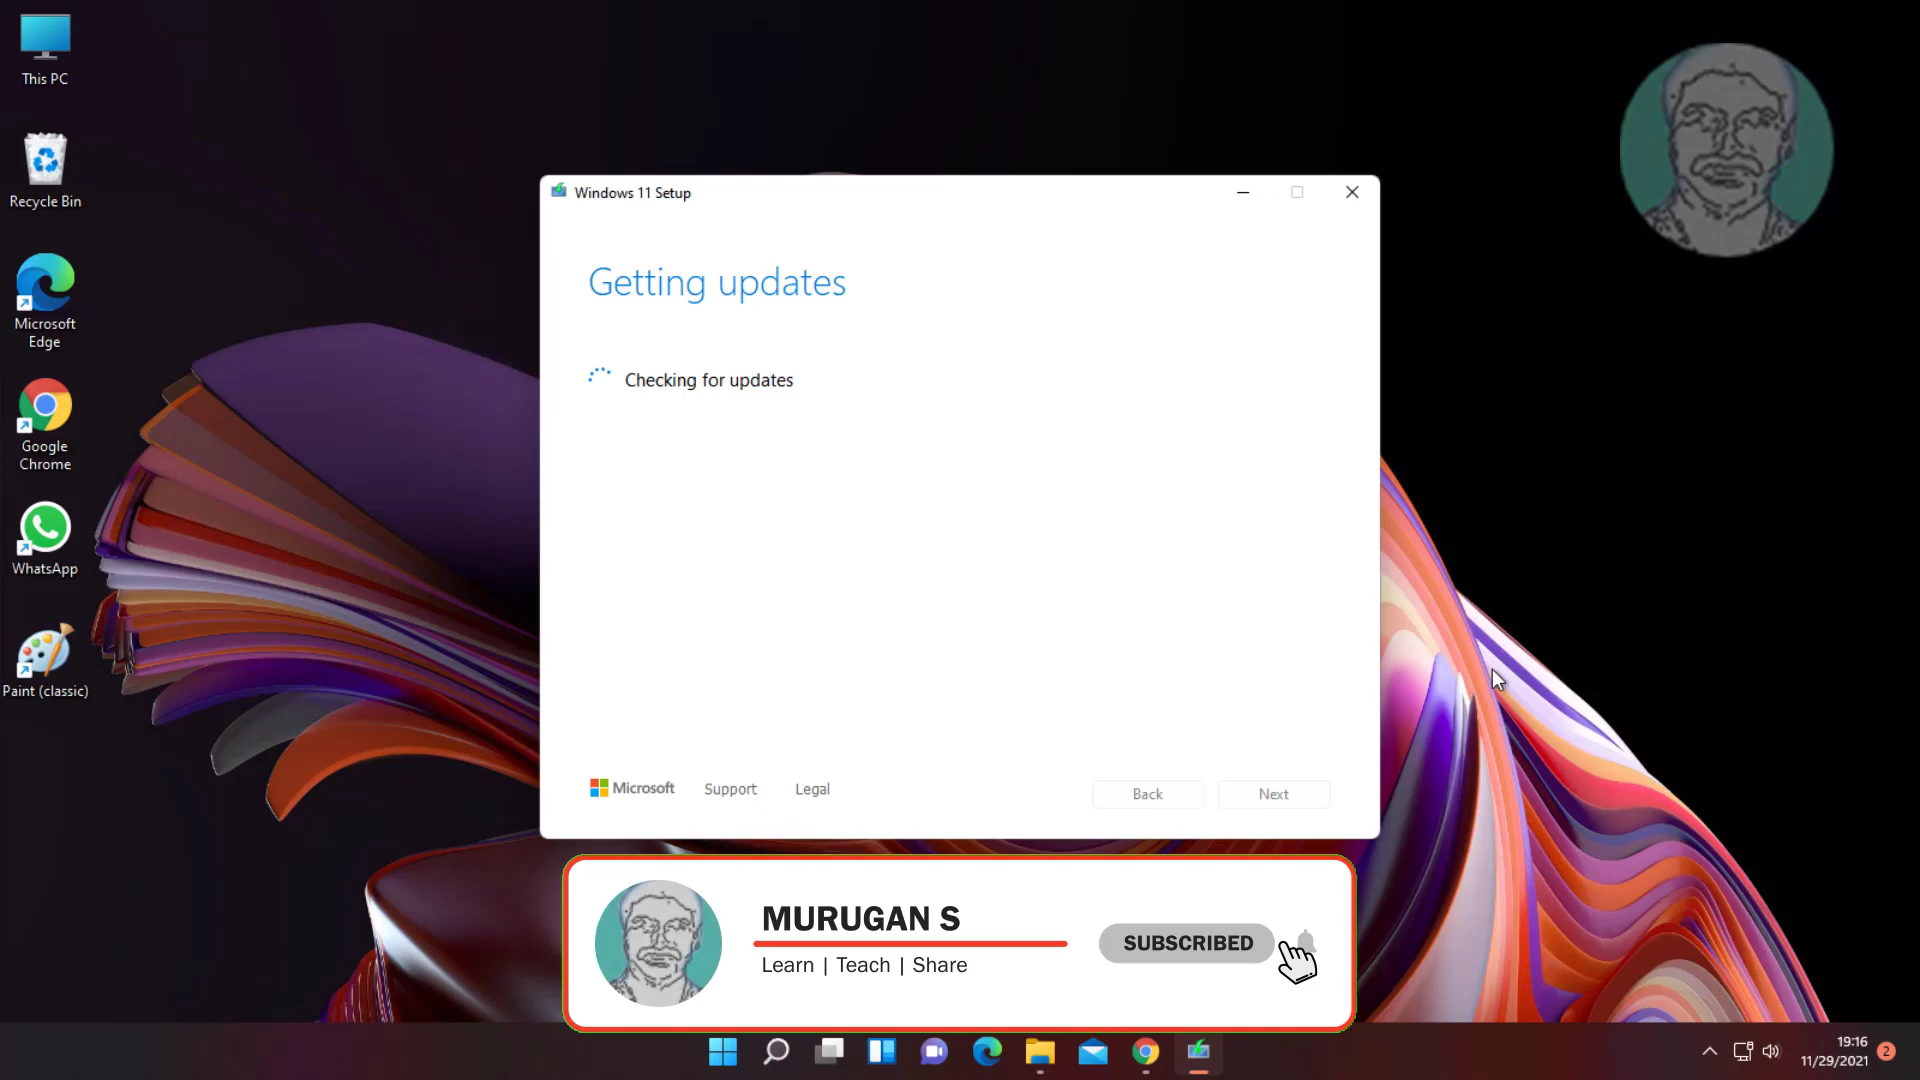 This PC
Recycle Bin
Microsoft
Edge
Google
Chrome
WhatsApp
Paint (classic)
Windows 11 Setup
Getting updates
Checking for updates
Microsoft Support Legal
Back Next
MURUGAN S
Learn | Teach | Share
SUBSCRIBED
19:16
11/29/2021
2